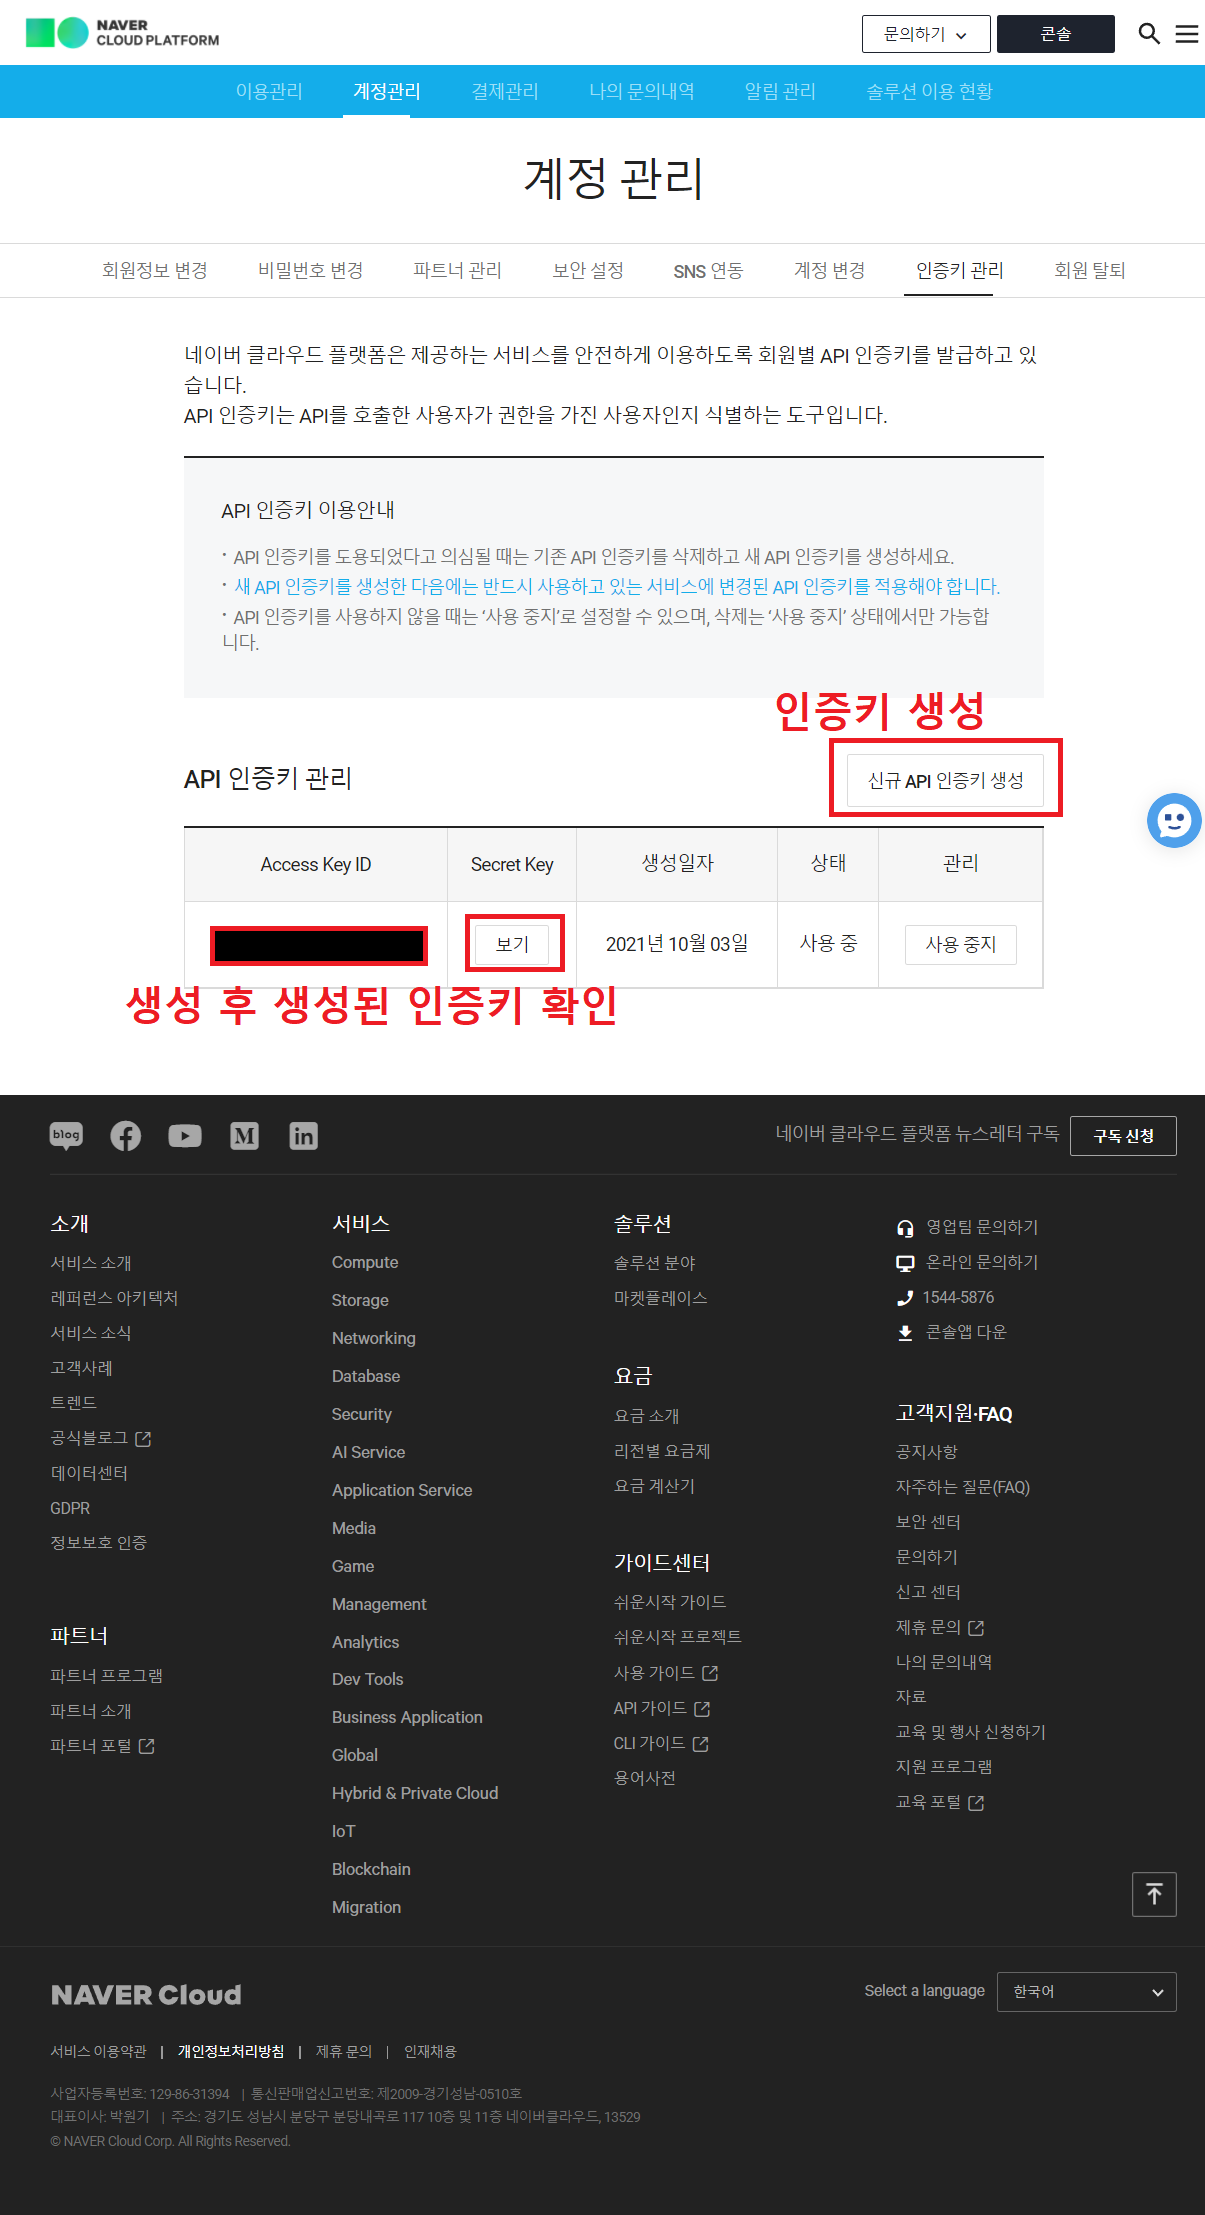 NAVER
CLOUD PLATFORM
문의하기
콘솔
이용관리 계정관리 결제관리 나의 문의내역 알림 관리 솔루션 이용 현황
계정 관리
회원정보 변경 비밀번호 변경 파트너 관리 보안 설정 SNS 연동 계정 변경 인증키 관리 회원 탈퇴
네이버 클라우드 플랫폼은 제공하는 서비스를 안전하게 이용하도록 회원별 API 인증키를 발급하고 있
습니다.
API 인증키는 API를 호출한 사용자가 권한을 가진 사용자인지 식별하는 도구입니다.
API 인증키 이용안내
· API 인증키를 도용되었다고 의심될 때는 기존 API 인증키를 삭제하고 새 API 인증키를 생성하세요.
· 새 API 인증키를 생성한 다음에는 반드시 사용하고 있는 서비스에 변경된 API 인증키를 적용해야 합니다.
· API 인증키를 사용하지 않을 때는 ‘사용 중지’로 설정할 수 있으며, 삭제는 ‘사용 중지’ 상태에서만 가능합
니다.
인증키 생성
API 인증키 관리
신규 API 인증키 생성
Access Key ID Secret Key 생성일자 상태 관리
보기 2021년 10월 03일 사용 중 사용 중지
생성 후 생성된 인증키 확인
blog
M
in
네이버 클라우드 플랫폼 뉴스레터 구독
구독 신청
소개
서비스 소개
레퍼런스 아키텍처
서비스 소식
고객사례
트렌드
공식블로그
데이터센터
GDPR
정보보호 인증
파트너
파트너 프로그램
파트너 소개
파트너 포털
서비스
Compute
Storage
Networking
Database
Security
AI Service
Application Service
Media
Game
Management
Analytics
Dev Tools
Business Application
Global
Hybrid & Private Cloud
IoT
Blockchain
Migration
솔루션
솔루션 분야
마켓플레이스
요금
요금 소개
리전별 요금제
요금 계산기
가이드센터
쉬운시작 가이드
쉬운시작 프로젝트
사용 가이드
API 가이드
CLI 가이드
용어사전
영업팀 문의하기
온라인 문의하기
1544-5876
콘솔앱 다운
고객지원·FAQ
공지사항
자주하는 질문(FAQ)
보안 센터
문의하기
신고 센터
제휴 문의
나의 문의내역
자료
교육 및 행사 신청하기
지원 프로그램
교육 포털
NAVER Cloud
Select a language
한국어
서비스 이용약관 | 개인정보처리방침 | 제휴 문의 | 인재채용
사업자등록번호: 129-86-31394 | 통신판매업신고번호: 제2009-경기성남-0510호
대표이사: 박원기 | 주소: 경기도 성남시 분당구 분당내곡로 117 10층 및 11층 네이버클라우드, 13529
© NAVER Cloud Corp. All Rights Reserved.